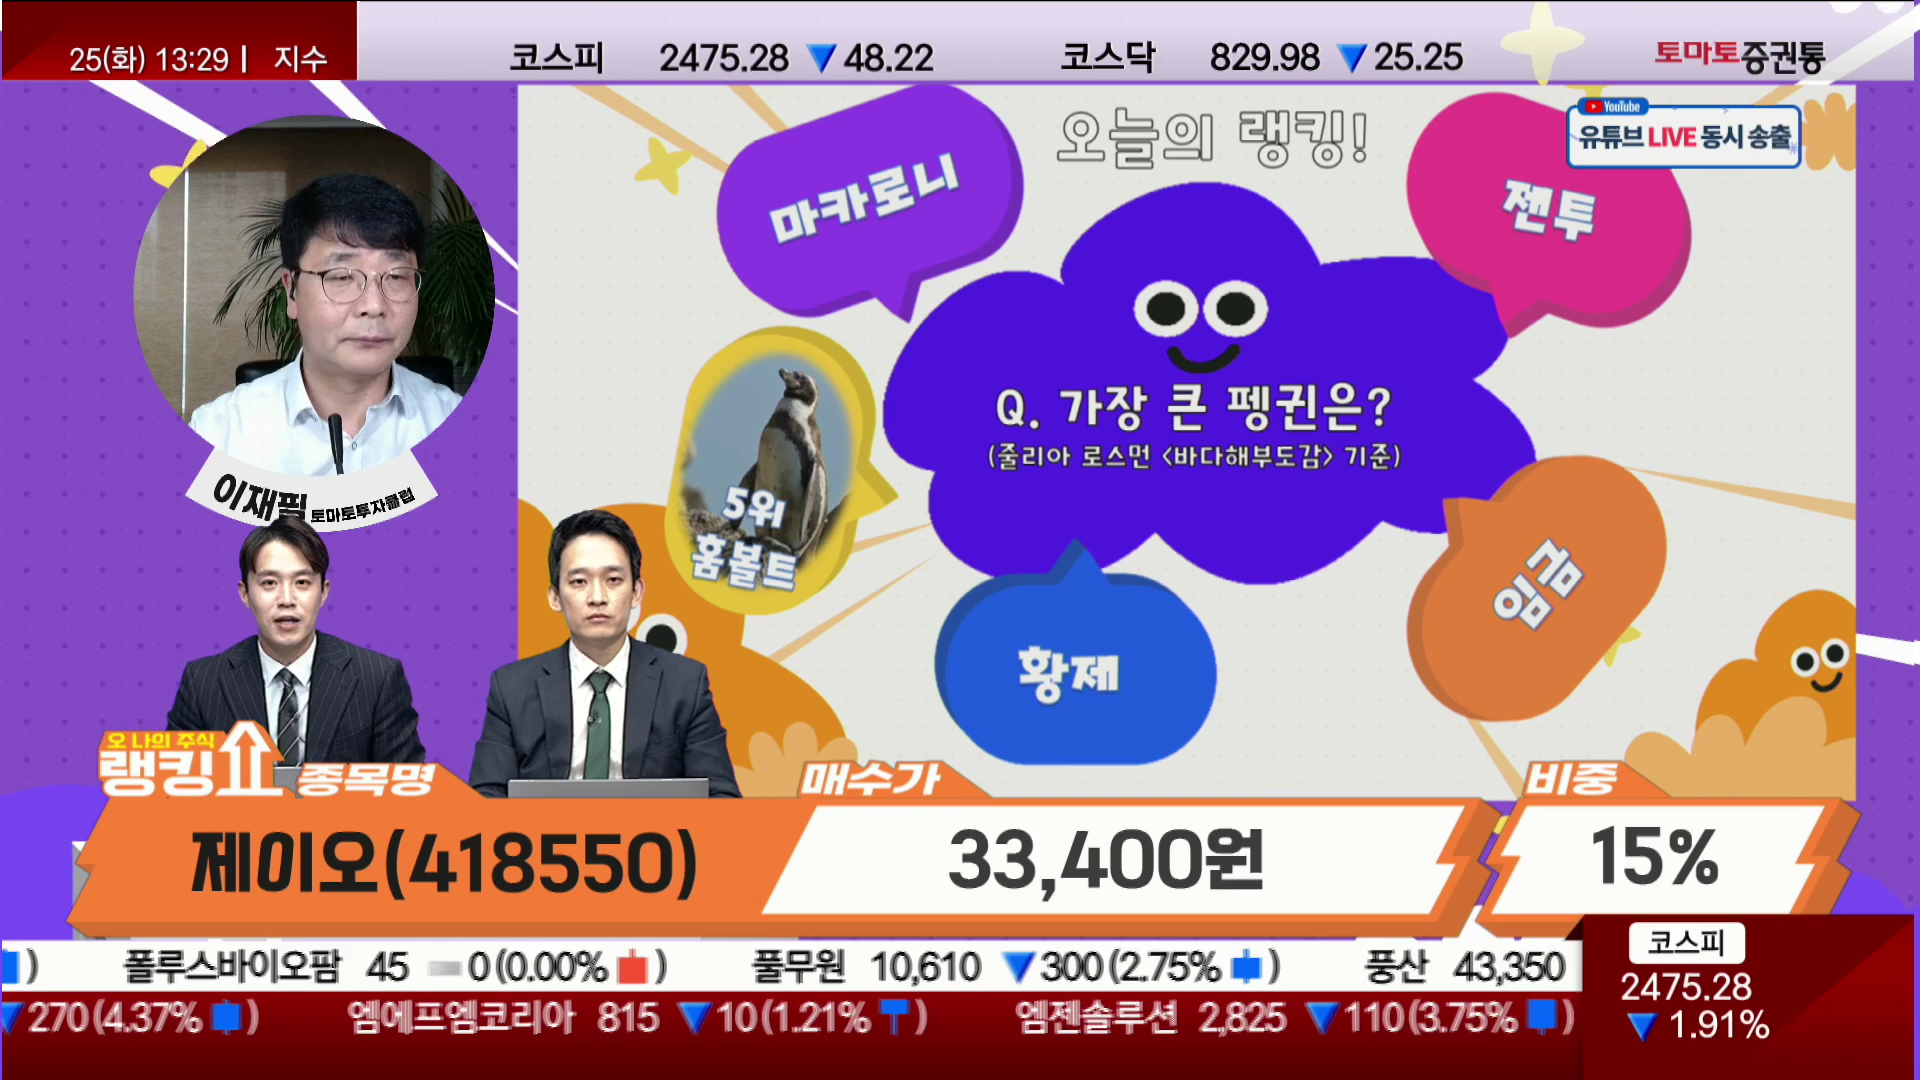 25(화) 13:29 | 지수
코스피 2475.28 ▼48.22
코스닥 829.98 ▼25.25
토마토증권통
YouTube
유튜브 LIVE 동시 송출
오늘의 랭킹!
마카로니
젠투
Q. 가장 큰 펭귄은?
(줄리아 로스먼 <바다해부도감> 기준)
5위
훔볼트
황제
임금
이재필 토마토투자클럽
오 나의 주식
랭킹
종목명
매수가
비중
제이오(418550)
33,400원
15%
) 폴루스바이오팜 45 0(0.00% ) 풀무원 10,610 ▼300(2.75% ) 풍산 43,350
▼270(4.37% ) 엠에프엠코리아 815 ▼10(1.21% ) 엠젠솔루션 2,825 ▼110(3.75% )
코스피
2475.28
▼ 1.91%